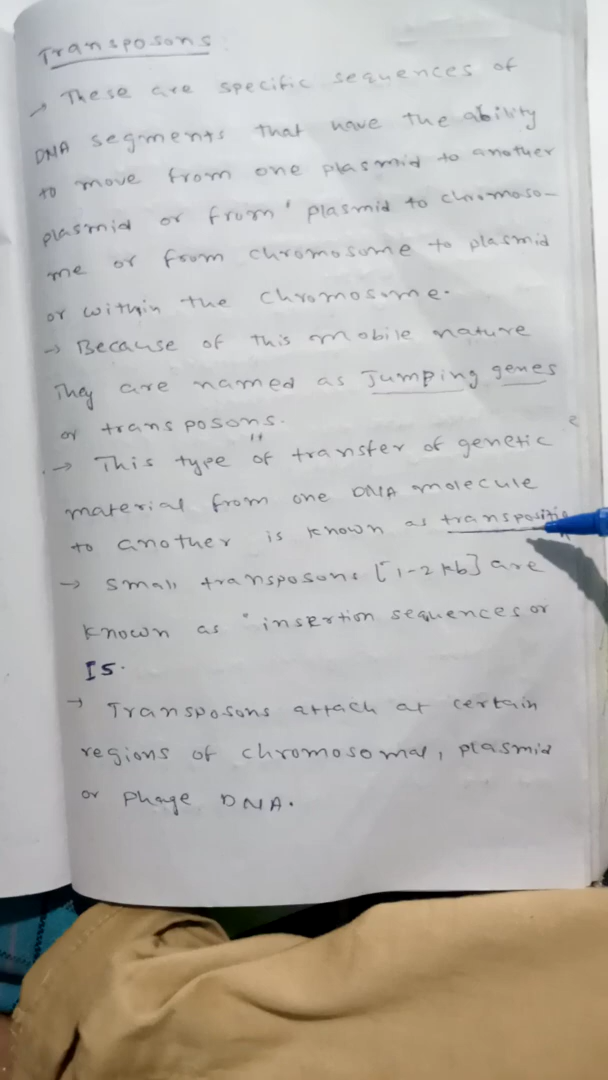 Transposons
→ These are specific sequences of
DNA segments that have the ability
to move from one plasmid to another
plasmid or from plasmid to chromoso-
me or from chromosome to plasmid
or within the chromosome.
→ Because of this mobile nature
They are named as Jumping genes
or transposons.
→ This type of transfer of genetic
material from one DNA molecule
to another is known as transpositio
n
→ Small transposons [1-2 kb] are
known as "insertion sequences or
IS.
→ Transposons attach at certain
regions of chromosomal, plasmid
or phage DNA.